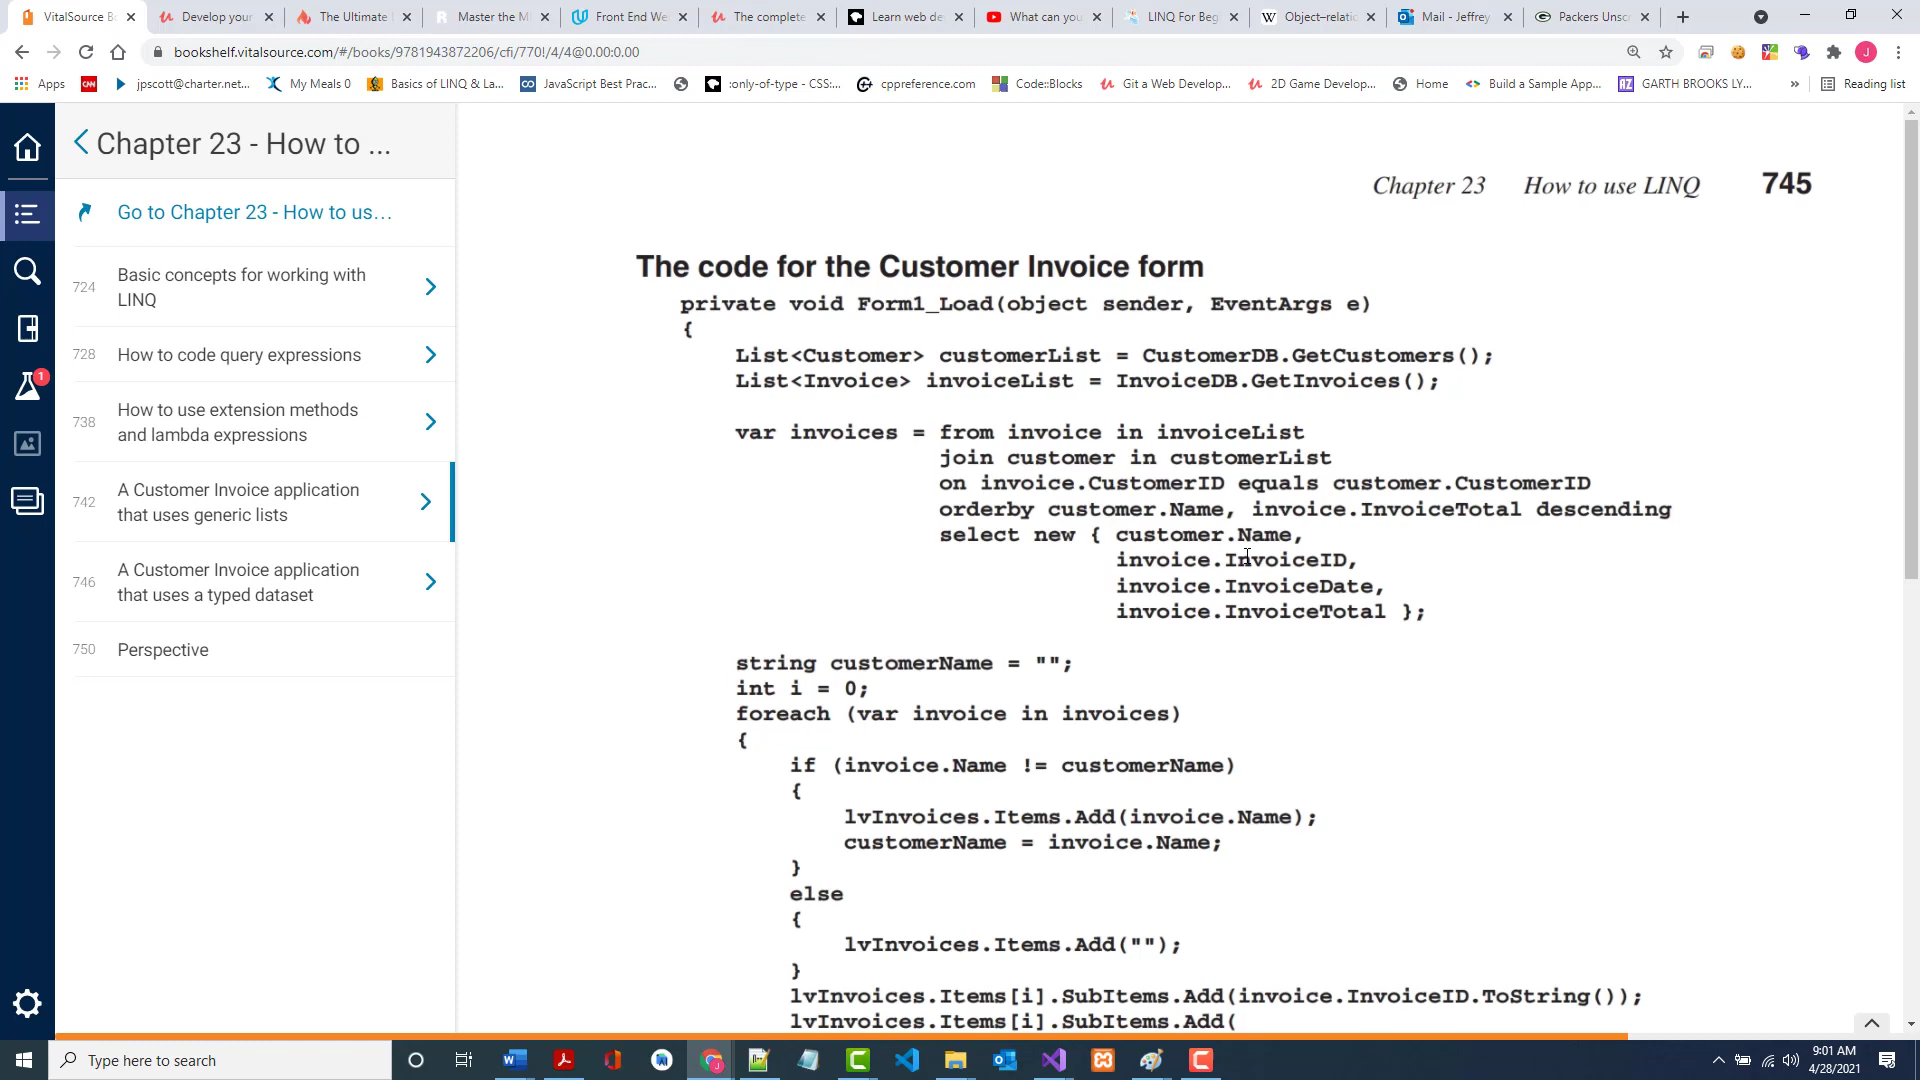 VitalSource Bo
Develop your
The Ultimate
Master the M
Front End We
The complete
Learn web de
What can you
LINQ For Beg
Object–relatio
Mail - Jeffrey
Packers Unsc
bookshelf.vitalsource.com/#/books/9781943872206/cfi/770!/4/4@0.00:0.00
Apps
CNN
jpscott@charter.net...
My Meals 0
Basics of LINQ & La...
JavaScript Best Prac...
:only-of-type - CSS:...
cppreference.com
Code::Blocks
Git a Web Develop...
2D Game Develop...
Home
Build a Sample App...
GARTH BROOKS LY...
»
Reading list
Chapter 23 - How to ...
Go to Chapter 23 - How to us...
724 Basic concepts for working with
LINQ
728 How to code query expressions
738 How to use extension methods
and lambda expressions
742 A Customer Invoice application
that uses generic lists
746 A Customer Invoice application
that uses a typed dataset
750 Perspective
1
Chapter 23 How to use LINQ 745
The code for the Customer Invoice form
private void Form1_Load(object sender, EventArgs e)
{
List<Customer> customerList = CustomerDB.GetCustomers();
List<Invoice> invoiceList = InvoiceDB.GetInvoices();
var invoices = from invoice in invoiceList
join customer in customerList
on invoice.CustomerID equals customer.CustomerID
orderby customer.Name, invoice.InvoiceTotal descending
select new { customer.Name,
invoice.InvoiceID,
invoice.InvoiceDate,
invoice.InvoiceTotal };
string customerName = "";
int i = 0;
foreach (var invoice in invoices)
{
if (invoice.Name != customerName)
{
lvInvoices.Items.Add(invoice.Name);
customerName = invoice.Name;
}
else
{
lvInvoices.Items.Add("");
}
lvInvoices.Items[i].SubItems.Add(invoice.InvoiceID.ToString());
lvInvoices.Items[i].SubItems.Add(
Type here to search
9:01 AM
4/28/2021